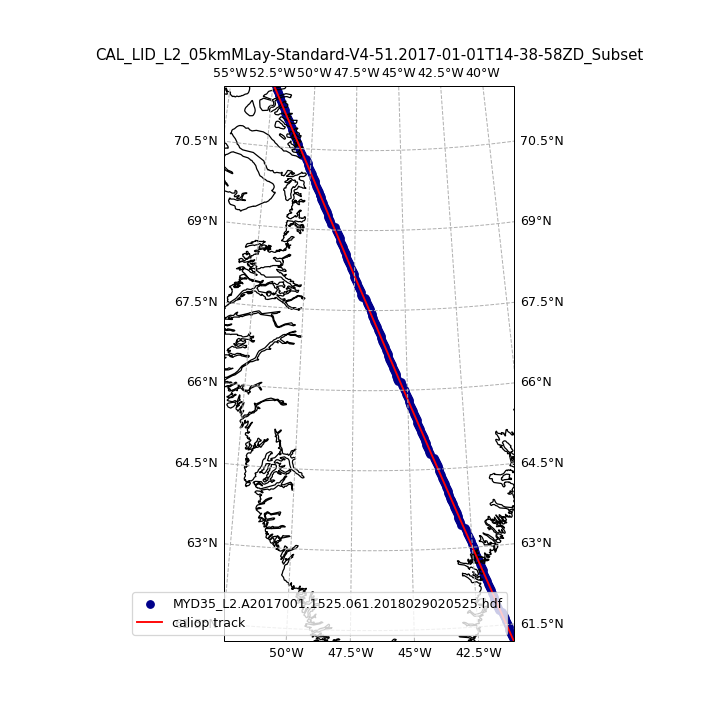 CAL_LID_L2_05kmMLay-Standard-V4-51.2017-01-01T14-38-58ZD_Subset
55°W 52.5°W 50°W 47.5°W 45°W 42.5°W 40°W
70.5°N 70.5°N
69°N 69°N
67.5°N 67.5°N
66°N 66°N
64.5°N 64.5°N
63°N 63°N
MYD35_L2.A2017001.1525.061.2018029020525.hdf
caliop track
61.5°N
50°W 47.5°W 45°W 42.5°W